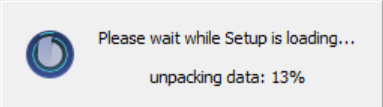 Please wait while Setup is loading...
unpacking data: 13%